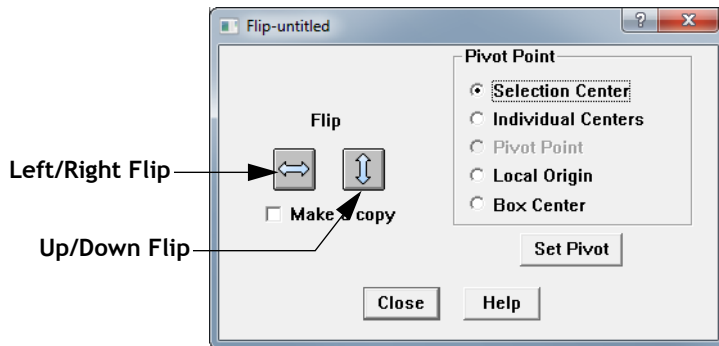 Flip-untitled
Pivot Point
Selection Center
Individual Centers
Pivot Point
Local Origin
Box Center
Flip
Left/Right Flip
Make a copy
Up/Down Flip
Set Pivot
Close
Help